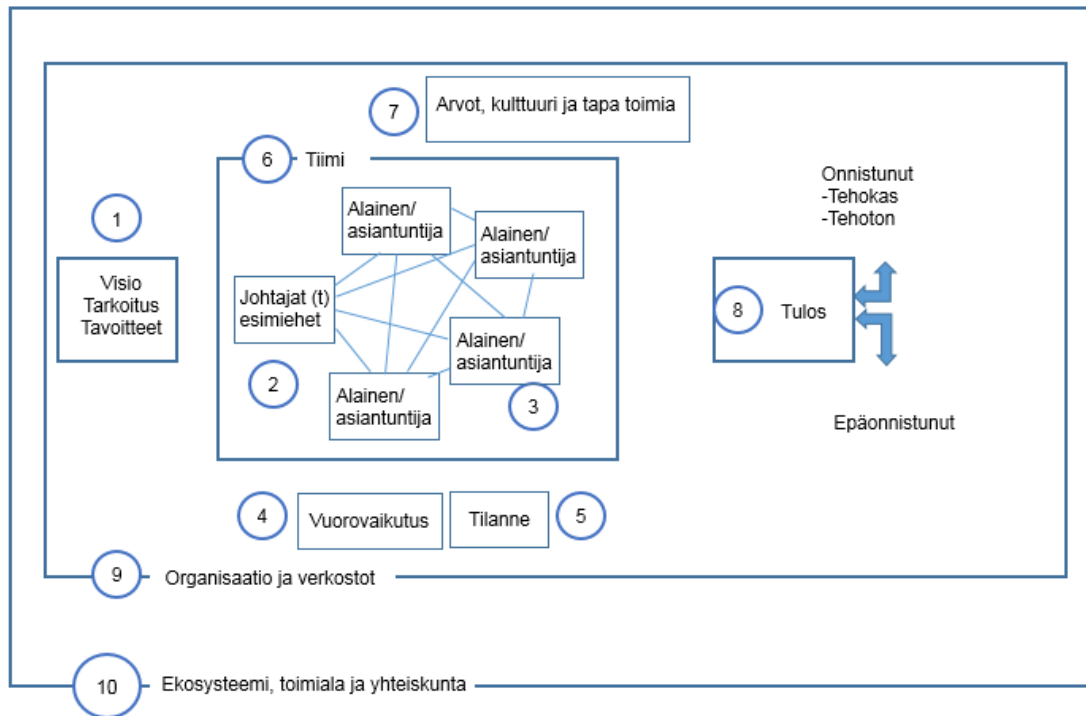 7
Arvot, kulttuuri ja tapa toimia
6
Tiimi
1
Visio
Tarkoitus
Tavoitteet
Alainen/
asiantuntija
Alainen/
asiantuntija
Johtajat (t)
esimiehet
2
Alainen/
asiantuntija
Alainen/
asiantuntija
3
Onnistunut
-Tehokas
-Tehoton
8
Tulos
Epäonnistunut
4
Vuorovaikutus
Tilanne
5
9
Organisaatio ja verkostot
10
Ekosysteemi, toimiala ja yhteiskunta